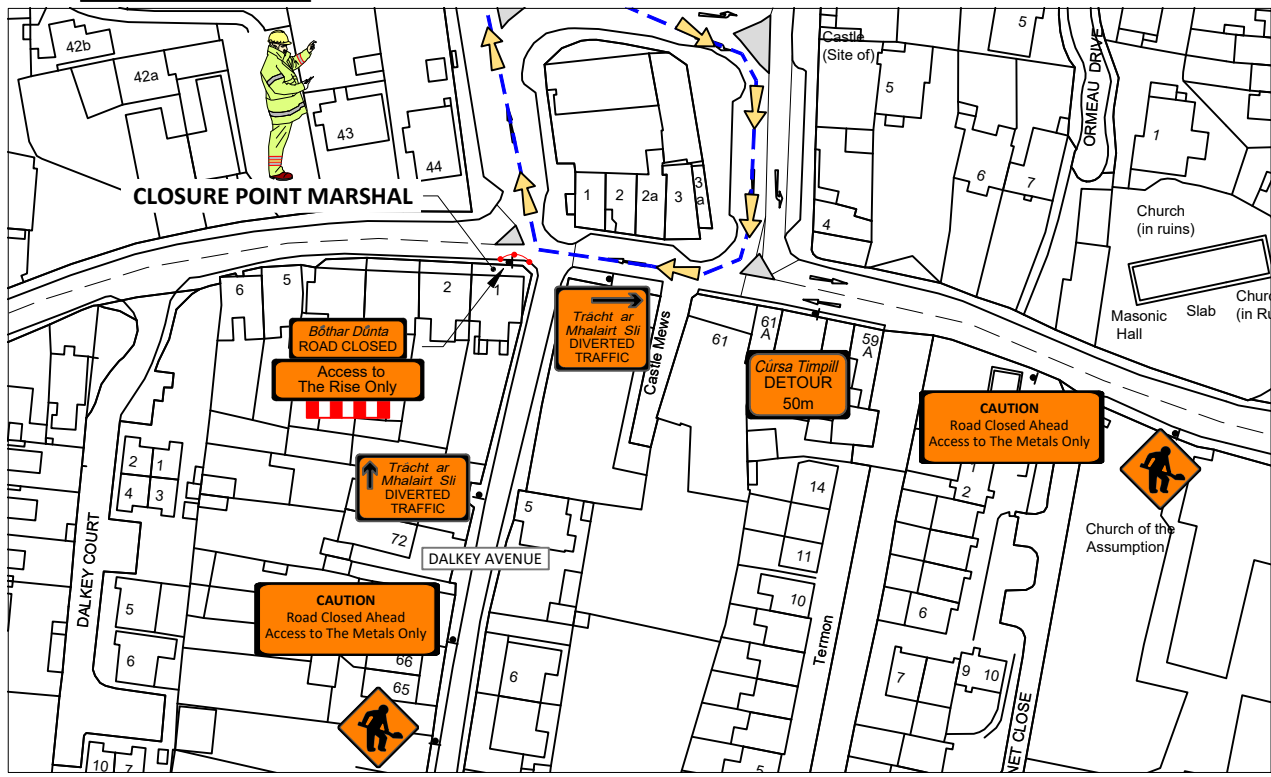 42b
42a
43
44
Castle
(Site of)
5
5
ORMEAU DRIVE
1
6
7
CLOSURE POINT MARSHAL
1
2
2a
3
3
a
4
Church
(in ruins)
Masonic
Hall
Slab
6
5
2
1
Bóthar Dúnta
ROAD CLOSED
Access to
The Rise Only
Trácht ar
Mhalairt Sli
DIVERTED
TRAFFIC
Castle Mews
61
61
A
59
A
Cúrsa Timpill
DETOUR
50m
CAUTION
Road Closed Ahead
Access to The Metals Only
Trácht ar
Mhalairt Sli
DIVERTED
TRAFFIC
2
1
4
3
DALKEY COURT
72
5
DALKEY AVENUE
14
11
10
Termon
1
2
Church of the
Assumption
CAUTION
Road Closed Ahead
Access to The Metals Only
5
6
66
65
6
6
7
9
10
NET CLOSE
10
7
5